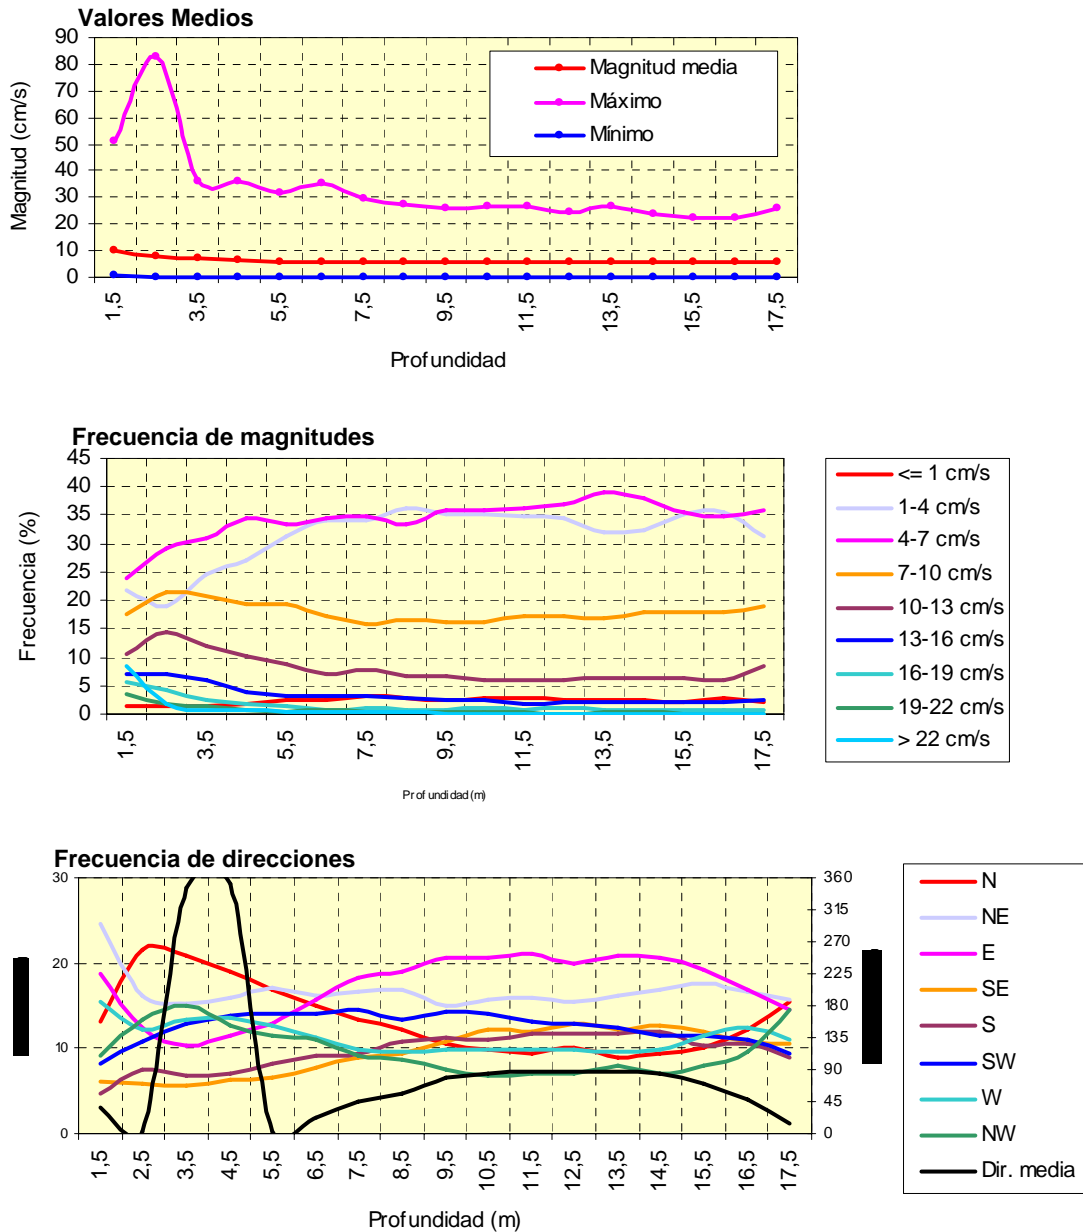 Valores Medios
90
80
70
60
50
40
30
20
10
0
Magnitud (cm/s)
Magnitud media
Máximo
Mínimo
1,5
3,5
5,5
7,5
9,5
11,5
13,5
15,5
17,5
Profundidad
Frecuencia de magnitudes
45
40
35
30
25
20
15
10
5
0
Frecuencia (%)
<= 1 cm/s
1-4 cm/s
4-7 cm/s
7-10 cm/s
10-13 cm/s
13-16 cm/s
16-19 cm/s
19-22 cm/s
> 22 cm/s
1,5
3,5
5,5
7,5
9,5
11,5
13,5
15,5
17,5
Profundidad (m)
Frecuencia de direcciones
30
20
10
0
360
315
270
225
180
135
90
45
0
N
NE
E
SE
S
SW
W
NW
Dir. media
1,5
2,5
3,5
4,5
5,5
6,5
7,5
8,5
9,5
10,5
11,5
12,5
13,5
14,5
15,5
16,5
17,5
Profundidad (m)